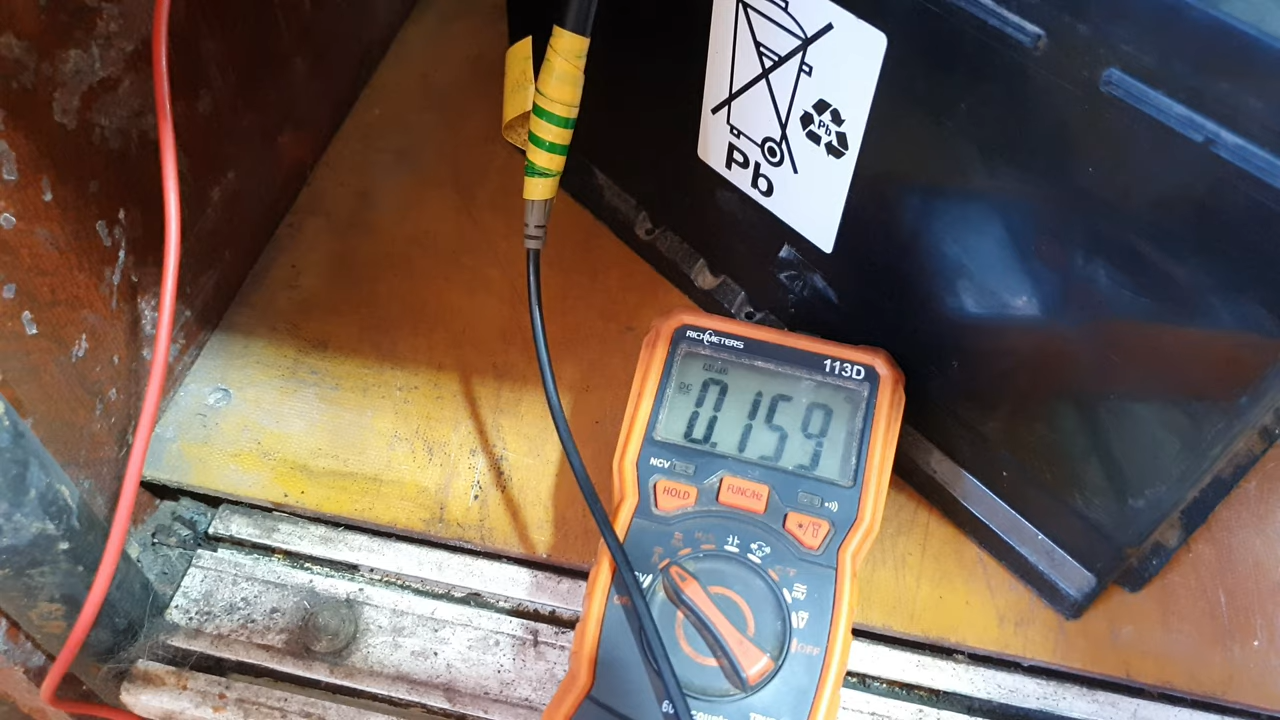 Pb
Pb
RICHMETERS
113D
DC
0.159
NCV
HOLD
FUNC/Hz
OFF